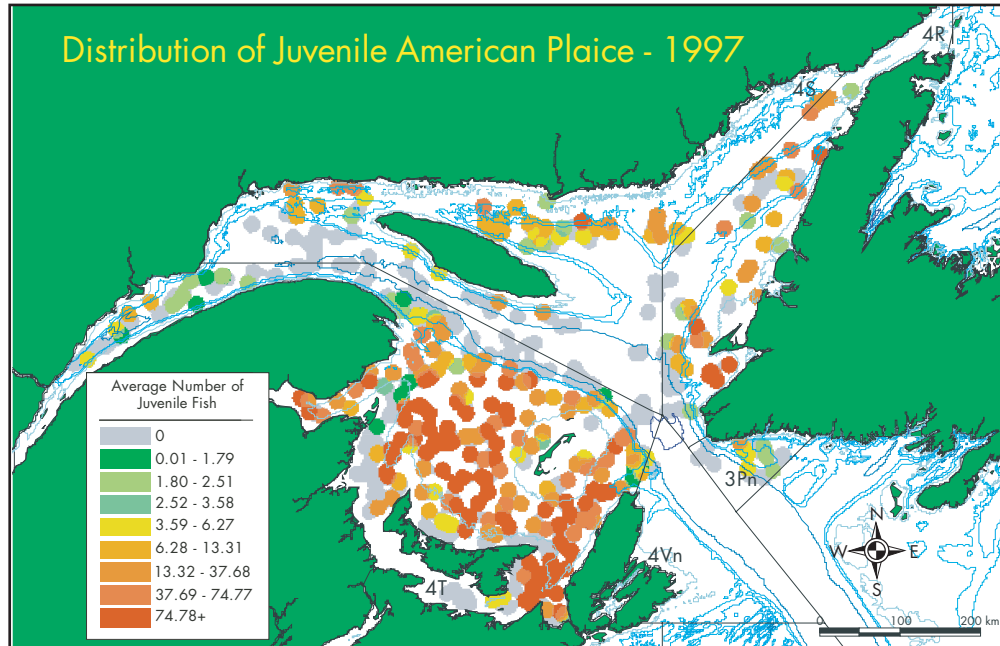 Distribution of Juvenile American Plaice - 1997
4R
4S
Average Number of
Juvenile Fish
0
0.01 - 1.79
1.80 - 2.51
2.52 - 3.58
3.59 - 6.27
6.28 - 13.31
13.32 - 37.68
37.69 - 74.77
74.78+
3Pn
4Vn
4T
N
W E
S
0 100 200 km